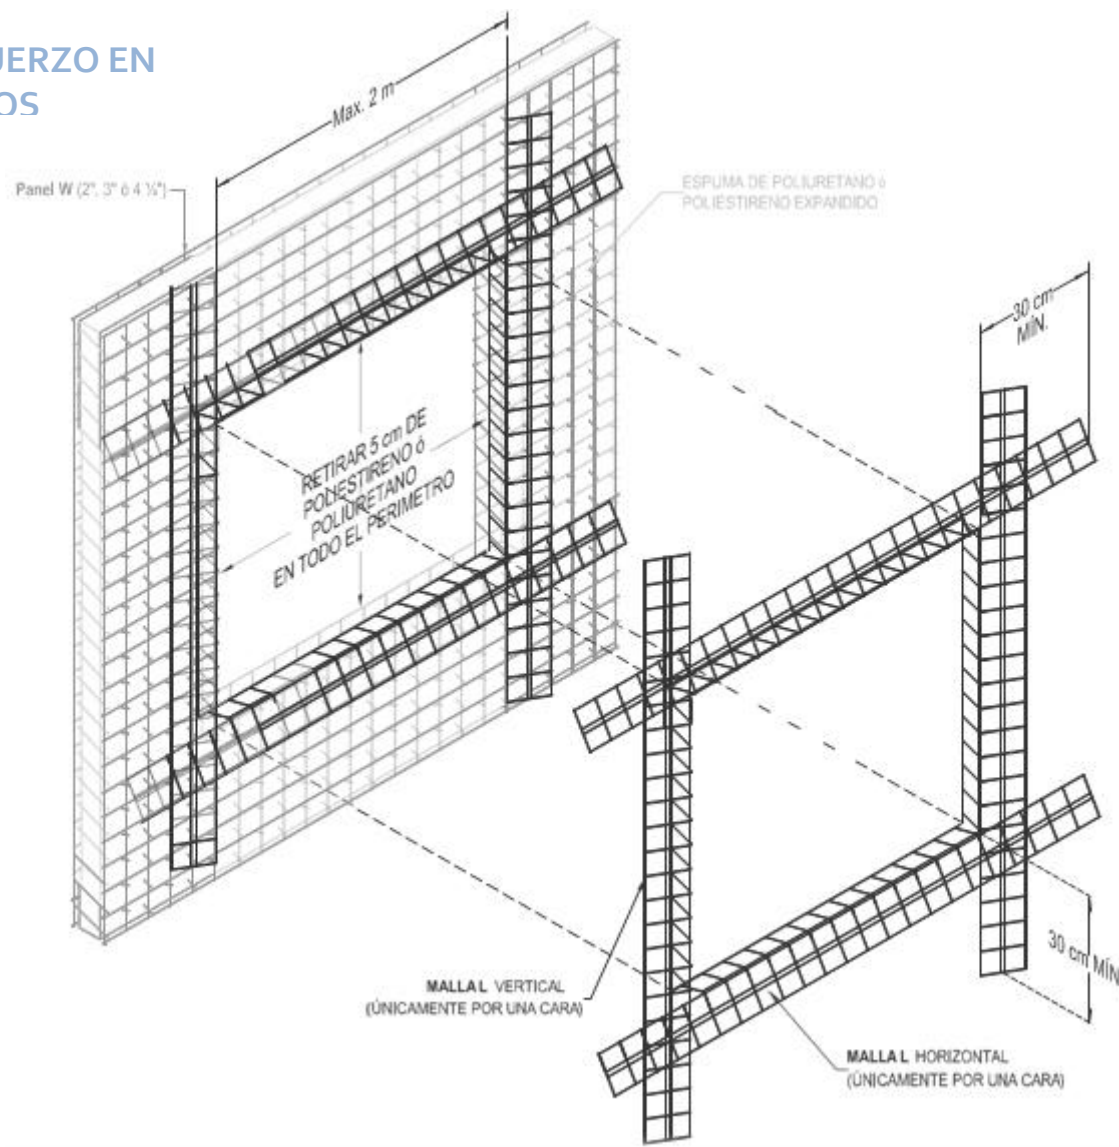 UERZO EN
OS
Max. 2 m
Panel W (2", 3" ó 4 ½")
ESPUMA DE POLIURETANO ó
POLIESTIRENO EXPANDIDO
30 cm
MÍN.
RETIRAR 5 cm DE
POLIESTIRENO ó
POLIURETANO
EN TODO EL PERIMETRO
30 cm MÍN
MALLA L VERTICAL
(ÚNICAMENTE POR UNA CARA)
MALLA L HORIZONTAL
(ÚNICAMENTE POR UNA CARA)